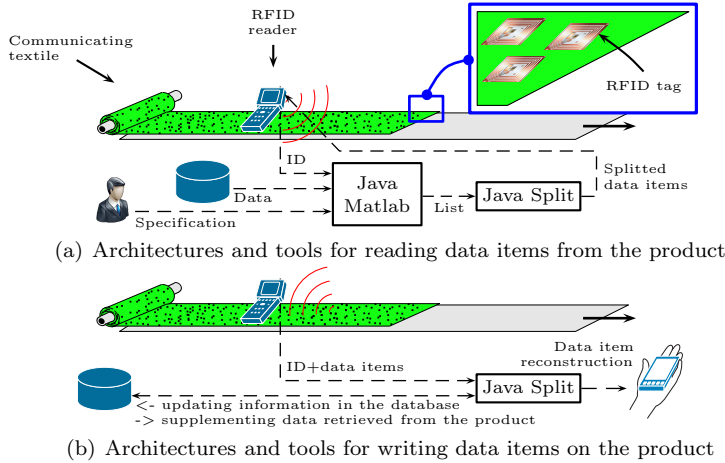 RFID
reader
Communicating
textile
RFID tag
ID
Data
Specification
Java
Matlab
List
Java Split
Splitted
data items
(a) Architectures and tools for reading data items from the product
ID+data items
Data item
reconstruction
Java Split
<- updating information in the database
-> supplementing data retrieved from the product
(b) Architectures and tools for writing data items on the product